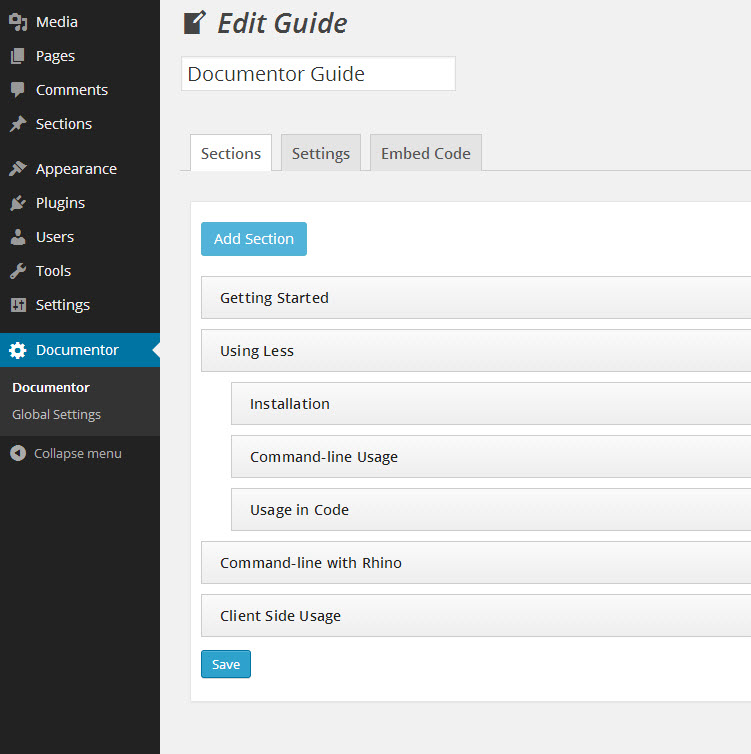 Media
Pages
Comments
Sections
Appearance
Plugins
Users
Tools
Settings
Documentor
Documentor
Global Settings
Collapse menu
Edit Guide
Documentor Guide
Sections
Settings
Embed Code
Add Section
Getting Started
Using Less
Installation
Command-line Usage
Usage in Code
Command-line with Rhino
Client Side Usage
Save